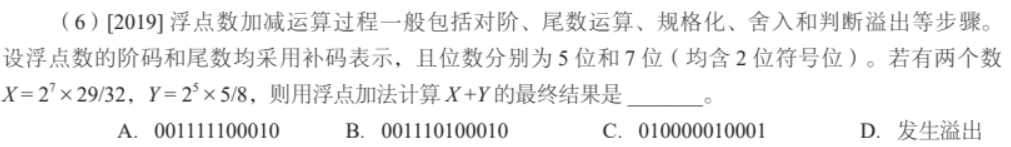 （6）[2019] 浮点数加减运算过程一般包括对阶、尾数运算、规格化、舍入和判断溢出等步骤。
设浮点数的阶码和尾数均采用补码表示，且位数分别为 5 位和 7 位（均含 2 位符号位）。若有两个数
X = 2⁷ × 29/32，Y = 2⁵ × 5/8，则用浮点加法计算 X +Y 的最终结果是 ______。
A. 001111100010 B. 001110100010 C. 010000010001 D. 发生溢出